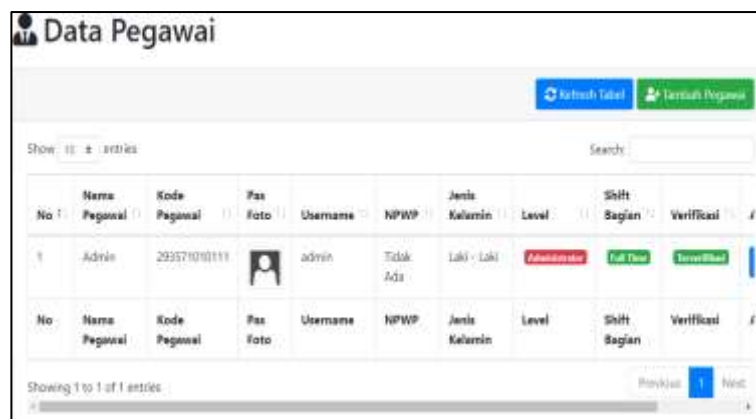 Data Pegawai
Refresh Tabel Tambah Pegawai
Show 10 entries Search:
No Nama Pegawai Kode Pegawai Pas Foto Username NPWP Jenis Kelamin Level Shift Bagian Verifikasi
1 Admin 293571010111 admin Tidak Ada Laki - Laki Administrator Full Time Terverifikasi
No Nama Pegawai Kode Pegawai Pas Foto Username NPWP Jenis Kelamin Level Shift Bagian Verifikasi
Showing 1 to 1 of 1 entries Previous 1 Next